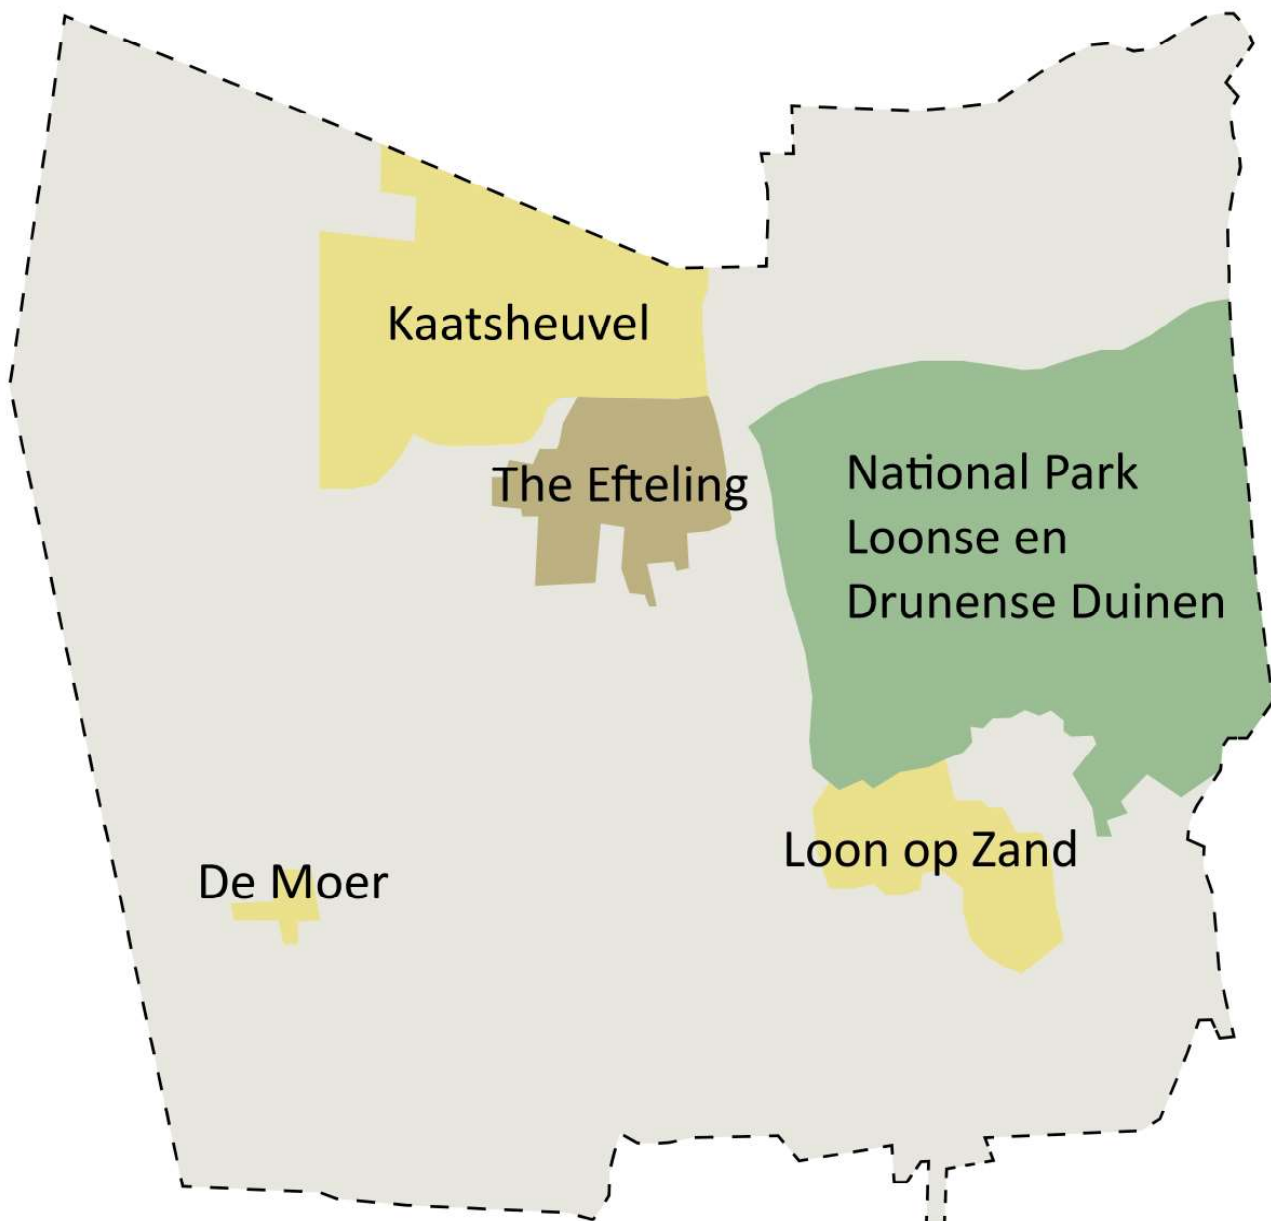 Kaatsheuvel
The Efteling
National Park
Loonse en
Drunense Duinen
Loon op Zand
De Moer